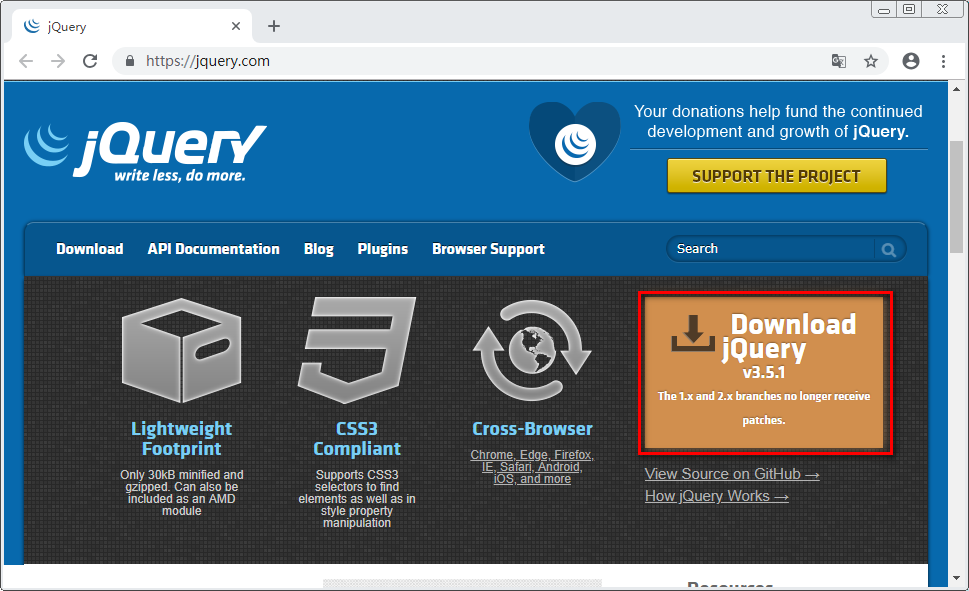 jQuery
https://jquery.com
jQuery
write less, do more.
Your donations help fund the continued
development and growth of jQuery.
SUPPORT THE PROJECT
Download
API Documentation
Blog
Plugins
Browser Support
Search
Lightweight
Footprint
Only 30kB minified and
gzipped. Can also be
included as an AMD
module
CSS3
Compliant
Supports CSS3
selectors to find
elements as well as in
style property
manipulation
Cross-Browser
Chrome, Edge, Firefox,
IE, Safari, Android,
iOS, and more
Download
jQuery
v3.5.1
The 1.x and 2.x branches no longer receive
patches.
View Source on GitHub →
How jQuery Works →
Resources